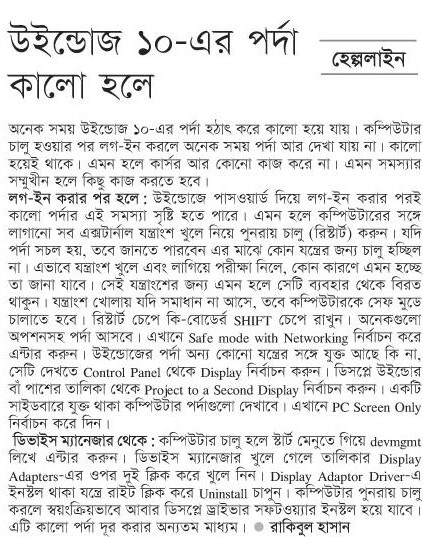 উইন্ডোজ ১০-এর পর্দা
কালো হলে
হেল্পলাইন
অনেক সময় উইন্ডোজ ১০-এর পর্দা হঠাৎ করে কালো হয়ে যায়। কম্পিউটার
চালু হওয়ার পর লগ-ইন করলে অনেক সময় পর্দা আর দেখা যায় না। কালো
হয়েই থাকে। এমন হলে কার্সর আর কোনো কাজ করে না। এমন সমস্যার
সম্মুখীন হলে কিছু কাজ করতে হবে।
লগ-ইন করার পর হলে : উইন্ডোজে পাসওয়ার্ড দিয়ে লগ-ইন করার পরই
কালো পর্দার এই সমস্যা সৃষ্টি হতে পারে। এমন হলে কম্পিউটারের সঙ্গে
লাগানো সব এক্সটার্নাল যন্ত্রাংশ খুলে নিয়ে পুনরায় চালু (রিস্টার্ট) করুন। যদি
পর্দা সচল হয়, তবে জানতে পারবেন এর মাঝে কোন যন্ত্রের জন্য চালু হচ্ছিল
না। এভাবে যন্ত্রাংশ খুলে এবং লাগিয়ে পরীক্ষা নিলে, কোন কারণে এমন হচ্ছে
তা জানা যাবে। সেই যন্ত্রাংশের জন্য এমন হলে সেটি ব্যবহার থেকে বিরত
থাকুন। যন্ত্রাংশ খোলায় যদি সমাধান না আসে, তবে কম্পিউটারকে সেফ মুডে
চালাতে হবে। রিস্টার্ট চেপে কি-বোর্ডের SHIFT চেপে রাখুন। অনেকগুলো
অপশনসহ পর্দা আসবে। এখানে Safe mode with Networking নির্বাচন করে
এন্টার করুন। উইন্ডোজের পর্দা অন্য কোনো যন্ত্রের সঙ্গে যুক্ত আছে কি না,
সেটি দেখতে Control Panel থেকে Display নির্বাচন করুন। ডিসপ্লে উইন্ডোর
বাঁ পাশের তালিকা থেকে Project to a Second Display নির্বাচন করুন। একটি
সাইডবারে যুক্ত থাকা কম্পিউটার পর্দাগুলো দেখাবে। এখানে PC Screen Only
নির্বাচন করে দিন।
ডিভাইস ম্যানেজার থেকে : কম্পিউটার চালু হলে স্টার্ট মেনুতে গিয়ে devmgmt
লিখে এন্টার করুন। ডিভাইস ম্যানেজার খুলে গেলে তালিকার Display
Adapters-এর ওপর দুই ক্লিক করে খুলে নিন। Display Adaptor Driver-এ
ইনস্টল থাকা যন্ত্রে রাইট ক্লিক করে Uninstall চাপুন। কম্পিউটার পুনরায় চালু
করলে স্বয়ংক্রিয়ভাবে আবার ডিসপ্লে ড্রাইভার সফটওয়্যার ইনস্টল হয়ে যাবে।
এটি কালো পর্দা দূর করার অন্যতম মাধ্যম। ● রাকিবুল হাসান